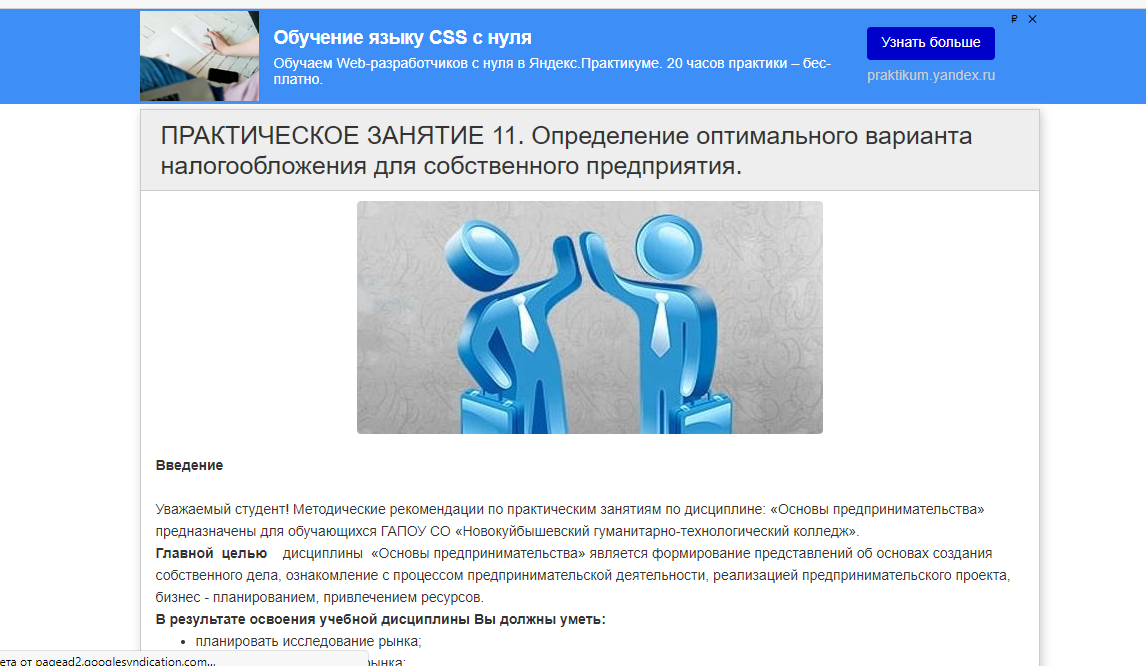 Обучение языку CSS с нуля
Обучаем Web-разработчиков с нуля в Яндекс.Практикуме. 20 часов практики – бес-
платно.
Узнать больше
praktikum.yandex.ru
ПРАКТИЧЕСКОЕ ЗАНЯТИЕ 11. Определение оптимального варианта
налогообложения для собственного предприятия.
Введение
Уважаемый студент! Методические рекомендации по практическим занятиям по дисциплине: «Основы предпринимательства»
предназначены для обучающихся ГАПОУ СО «Новокуйбышевский гуманитарно-технологический колледж».
Главной целью дисциплины «Основы предпринимательства» является формирование представлений об основах создания
собственного дела, ознакомление с процессом предпринимательской деятельности, реализацией предпринимательского проекта,
бизнес - планированием, привлечением ресурсов.
В результате освоения учебной дисциплины Вы должны уметь:
• планировать исследование рынка;
ета от pagead2.googlesyndication.com... рынка;